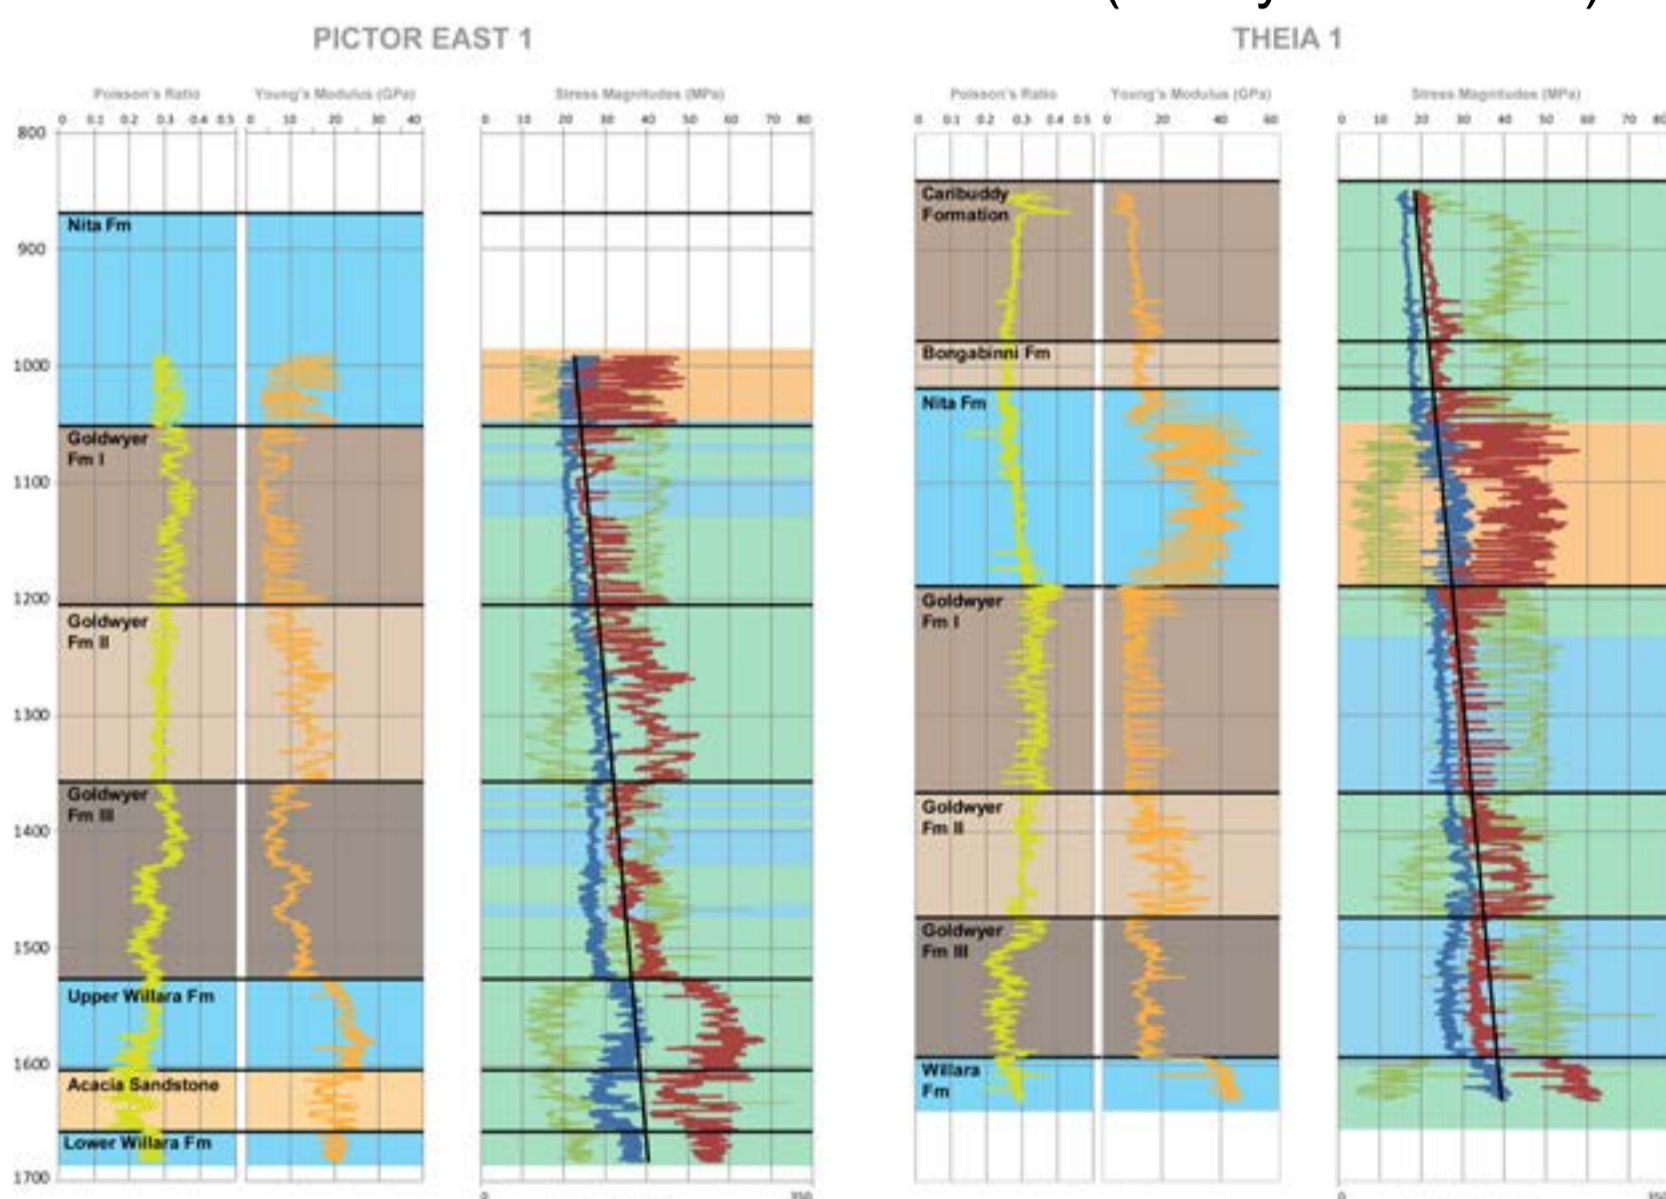 PICTOR EAST 1
THEIA 1
Poisson's Ratio
Young's Modulus (GPa)
Stress Magnitudes (MPa)
Poisson's Ratio
Young's Modulus (GPa)
Stress Magnitudes (MPa)
0 0.1 0.2 0.3 0.4 0.5
0 10 20 30 40
0 20 40 60 80
0 0.1 0.2 0.3 0.4 0.5
0 20 40 60
0 10 20 30 40 50 60 70 80
800
900
1000
1100
1200
1300
1400
1500
1600
1700
Nita Fm
Goldwyer
Fm I
Goldwyer
Fm II
Goldwyer
Fm III
Upper Willara Fm
Acacia Sandstone
Lower Willara Fm
Caribuddy
Formation
Bongabinni Fm
Nita Fm
Goldwyer
Fm I
Goldwyer
Fm II
Goldwyer
Fm III
Willara
Fm
0
0